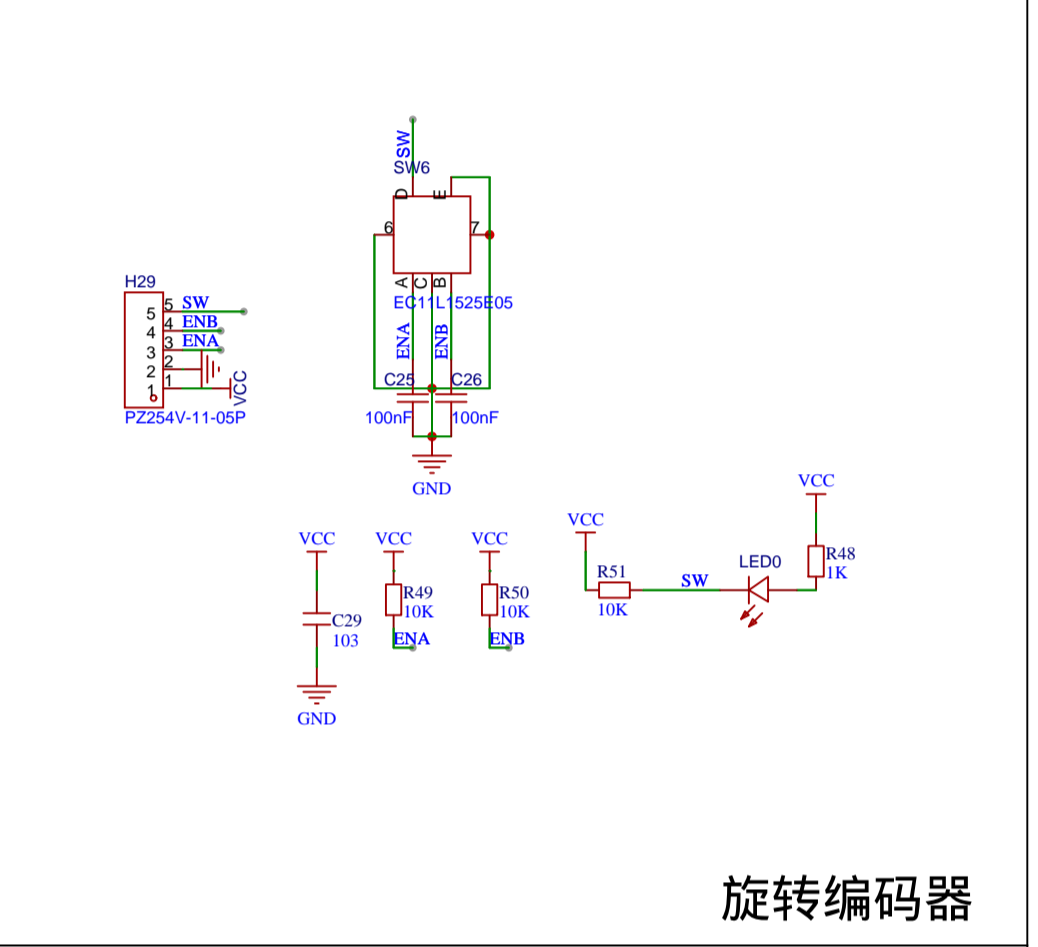 SW
SW6
D
E
6
7
A
C
B
EC11L1525E05
ENA
ENB
C25
C26
100nF
100nF
GND
H29
5
5
SW
4
4
ENB
3
3
ENA
2
2
1
1
VCC
PZ254V-11-05P
VCC
C29
103
GND
VCC
R49
10K
ENA
VCC
R50
10K
ENB
VCC
R51
10K
SW
LED0
VCC
R48
1K
旋转编码器